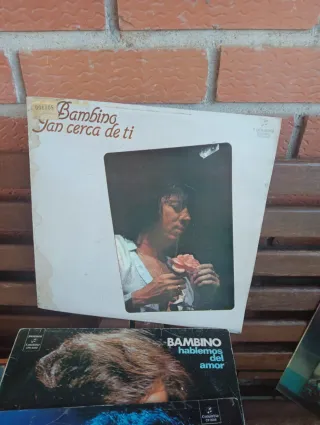 Bambino
Tan cerca de ti
BAMBINO
hablemos
del
amor